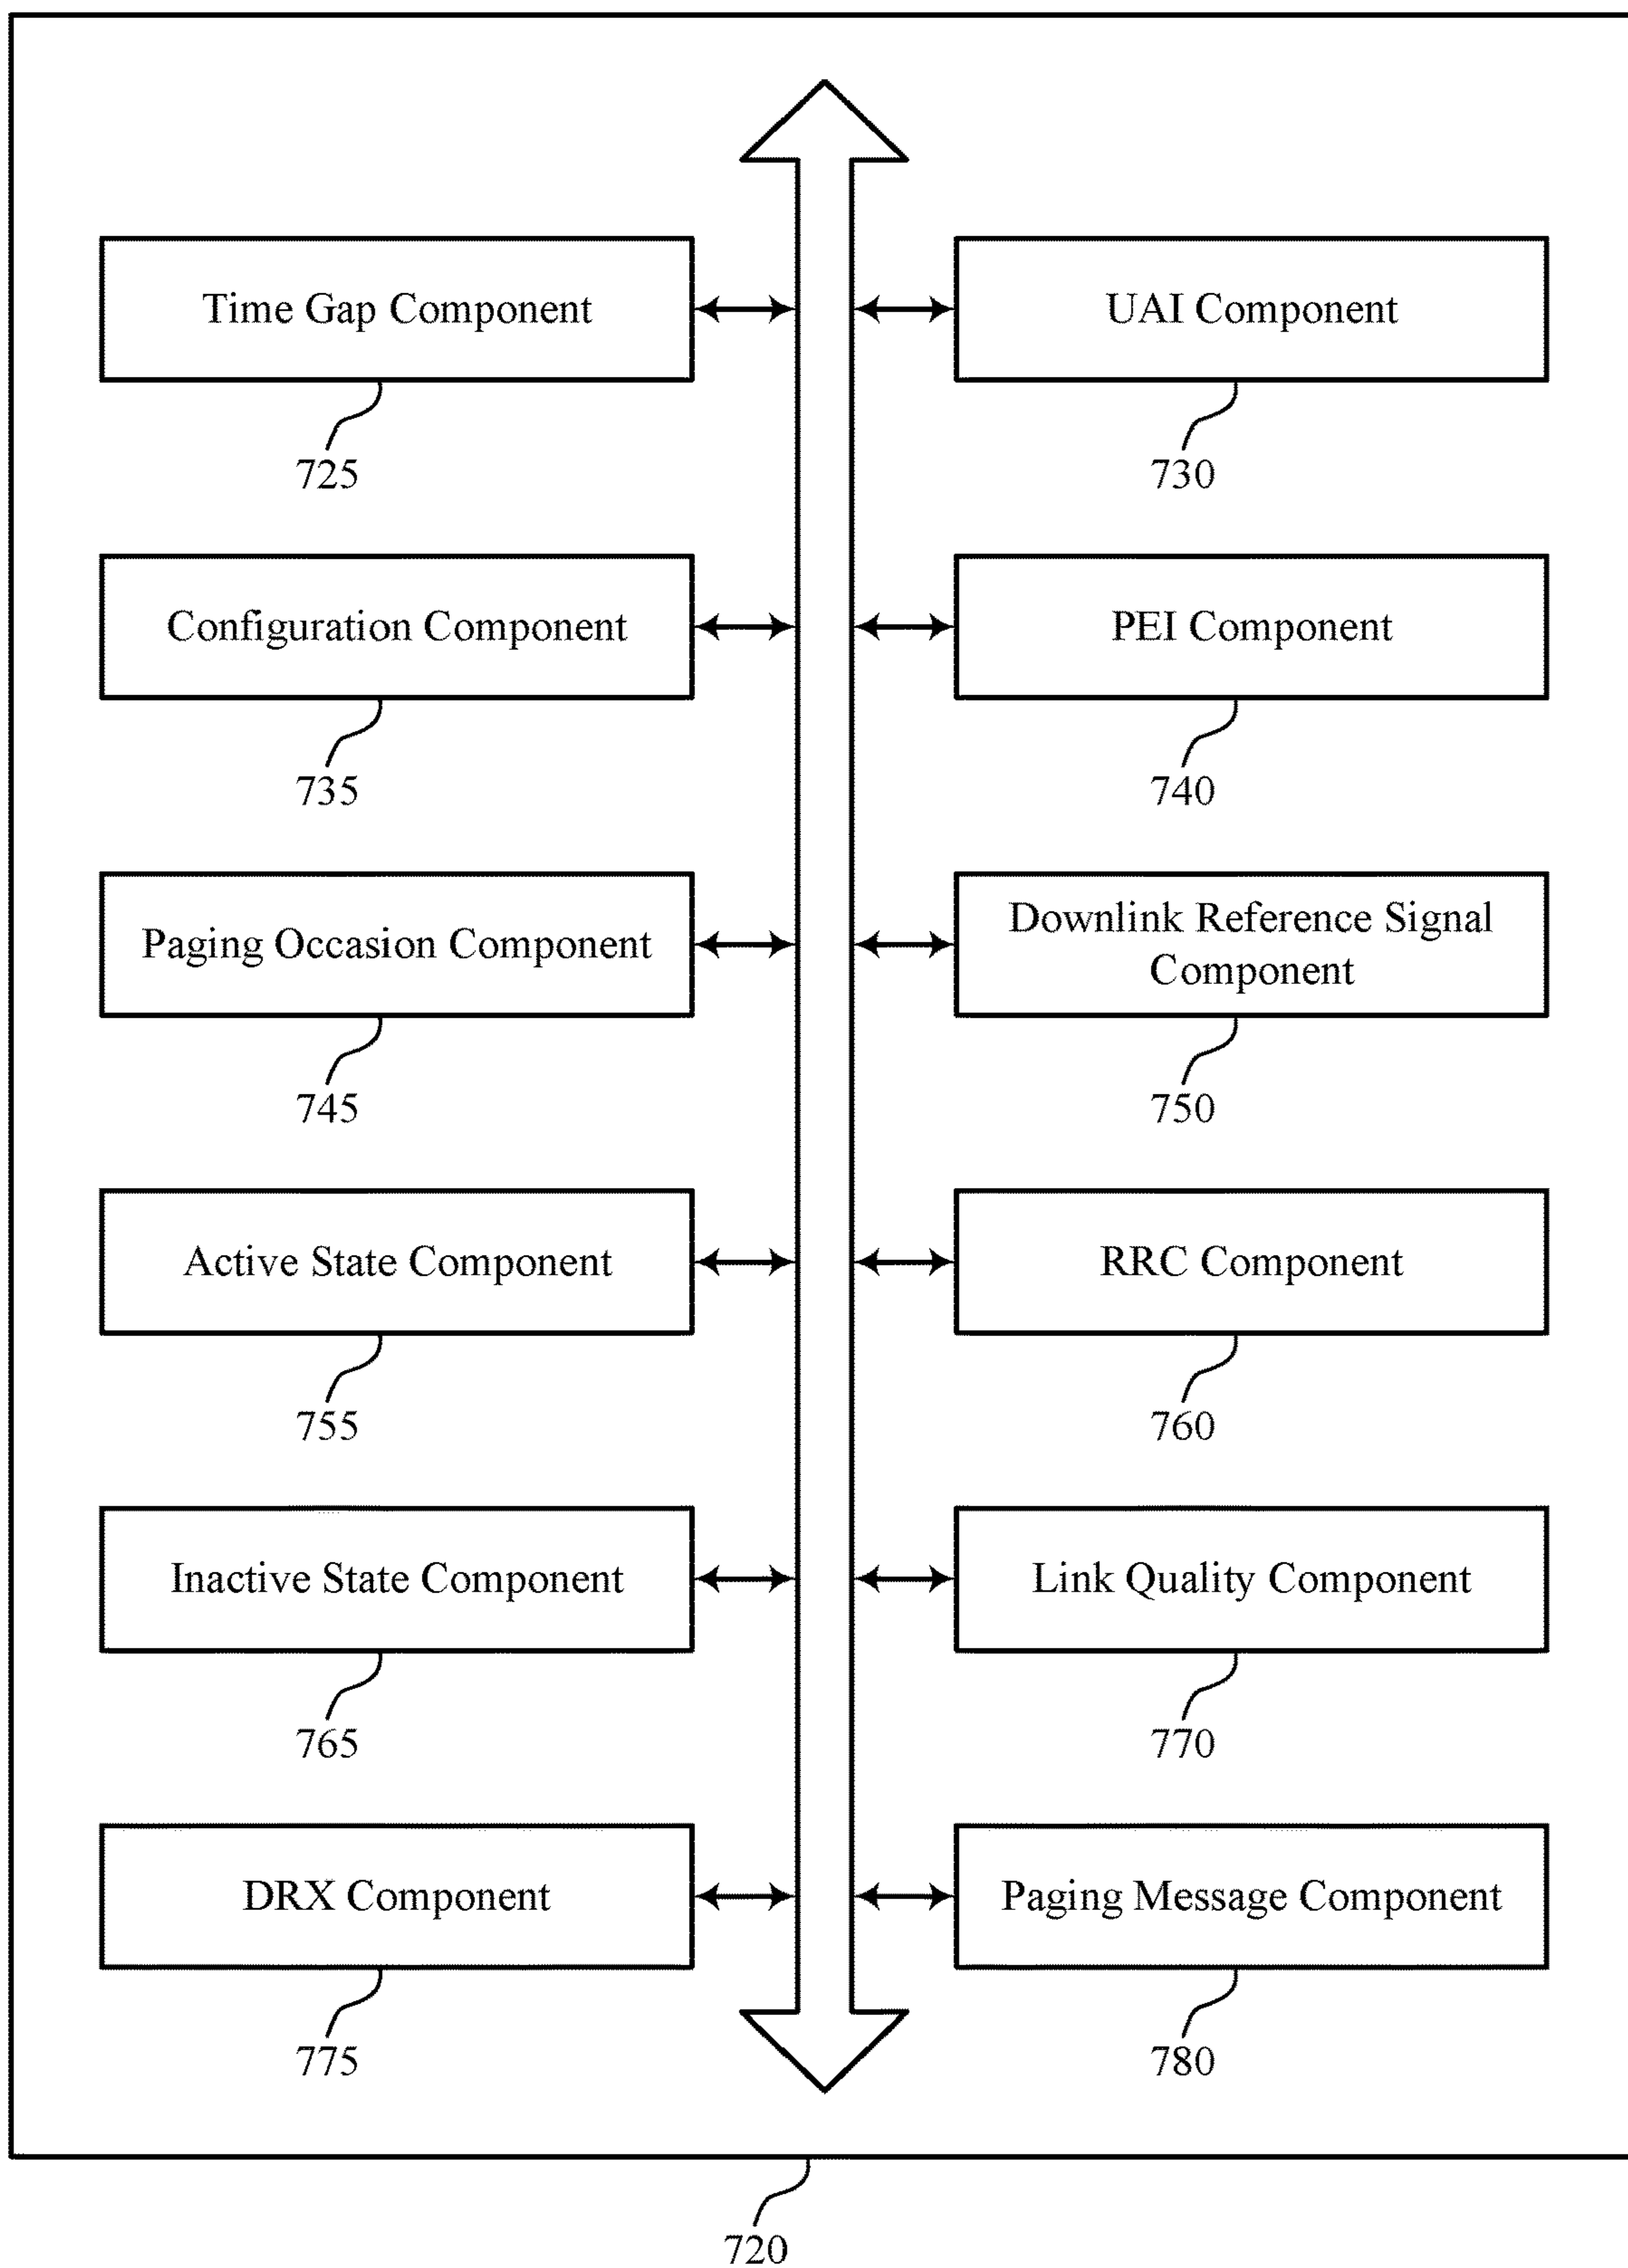 Time Gap Component
UAI Component
725
730
Configuration Component
PEI Component
735
740
Paging Occasion Component
Downlink Reference Signal
Component
745
750
Active State Component
RRC Component
755
760
Inactive State Component
Link Quality Component
765
770
DRX Component
Paging Message Component
775
780
720